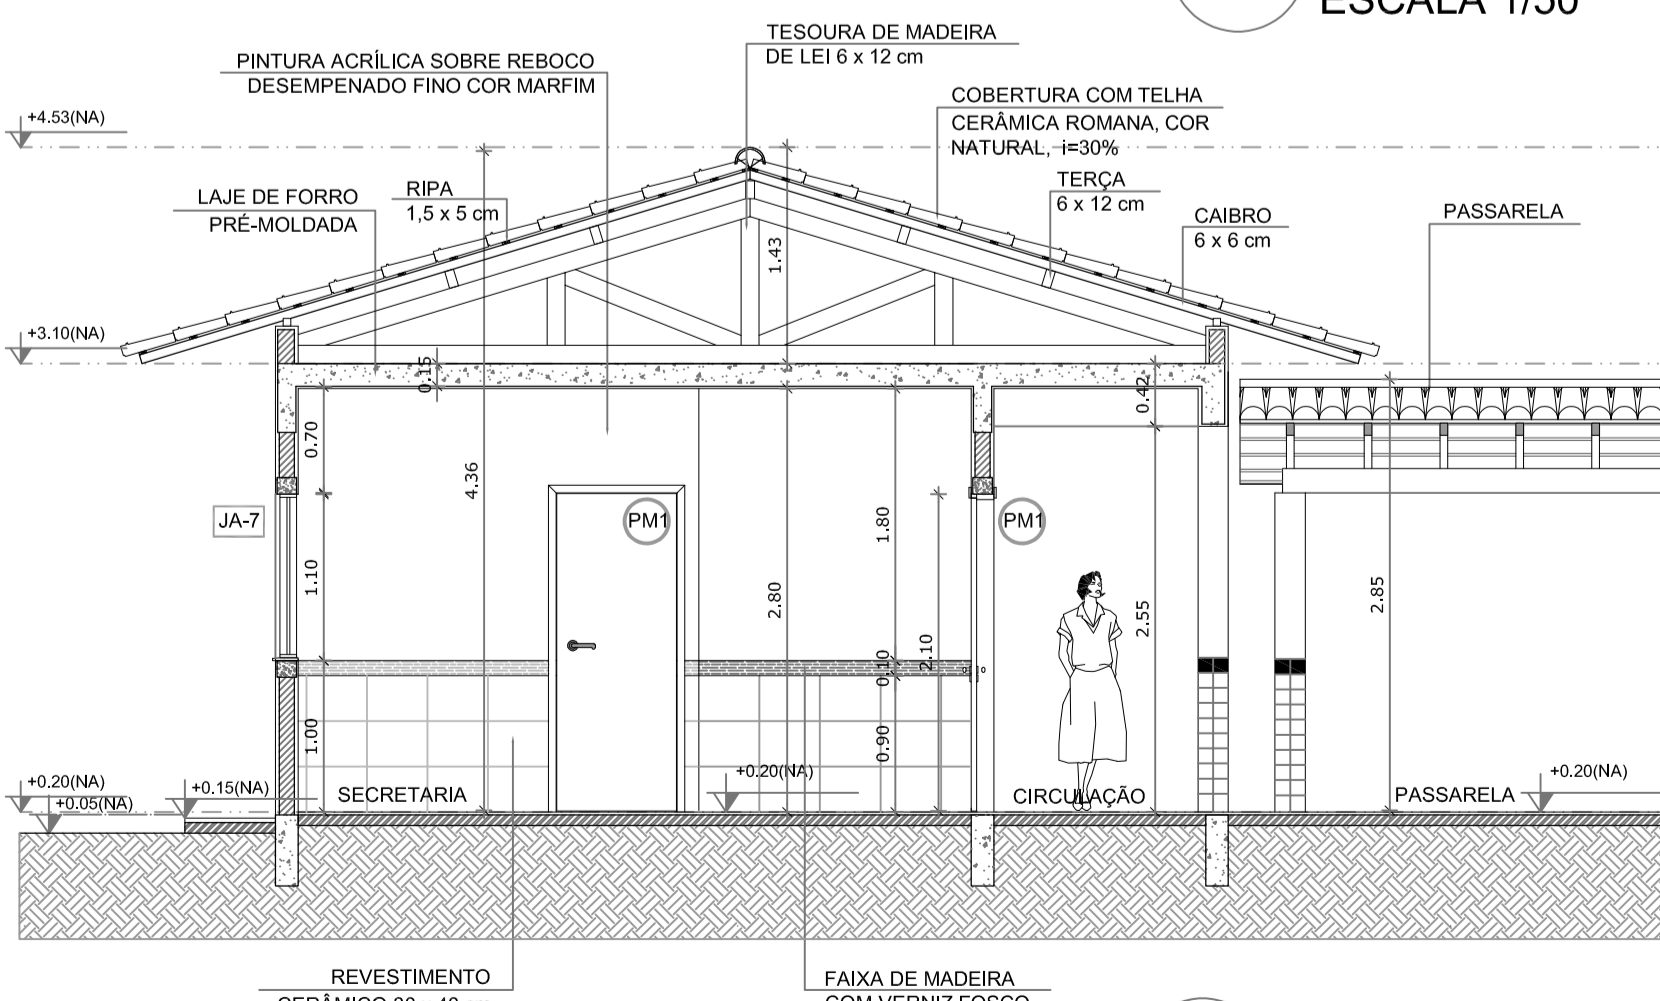 ESCALA 1/50
TESOURA DE MADEIRA
DE LEI 6 x 12 cm
PINTURA ACRÍLICA SOBRE REBOCO
DESEMPENADO FINO COR MARFIM
COBERTURA COM TELHA
CERÂMICA ROMANA, COR
NATURAL, i=30%
+4.53(NA)
LAJE DE FORRO
PRÉ-MOLDADA
RIPA
1,5 x 5 cm
TERÇA
6 x 12 cm
CAIBRO
6 x 6 cm
PASSARELA
1.43
+3.10(NA)
0.15
0.42
0.70
4.36
JA-7
PM1
PM1
1.80
1.10
2.80
2.55
2.85
2.10
0.10
1.00
0.90
+0.20(NA)
+0.05(NA)
+0.15(NA)
SECRETARIA
+0.20(NA)
CIRCULAÇÃO
PASSARELA
+0.20(NA)
REVESTIMENTO
FAIXA DE MADEIRA
COM VERNIZ FOSCO
CERÂMICO